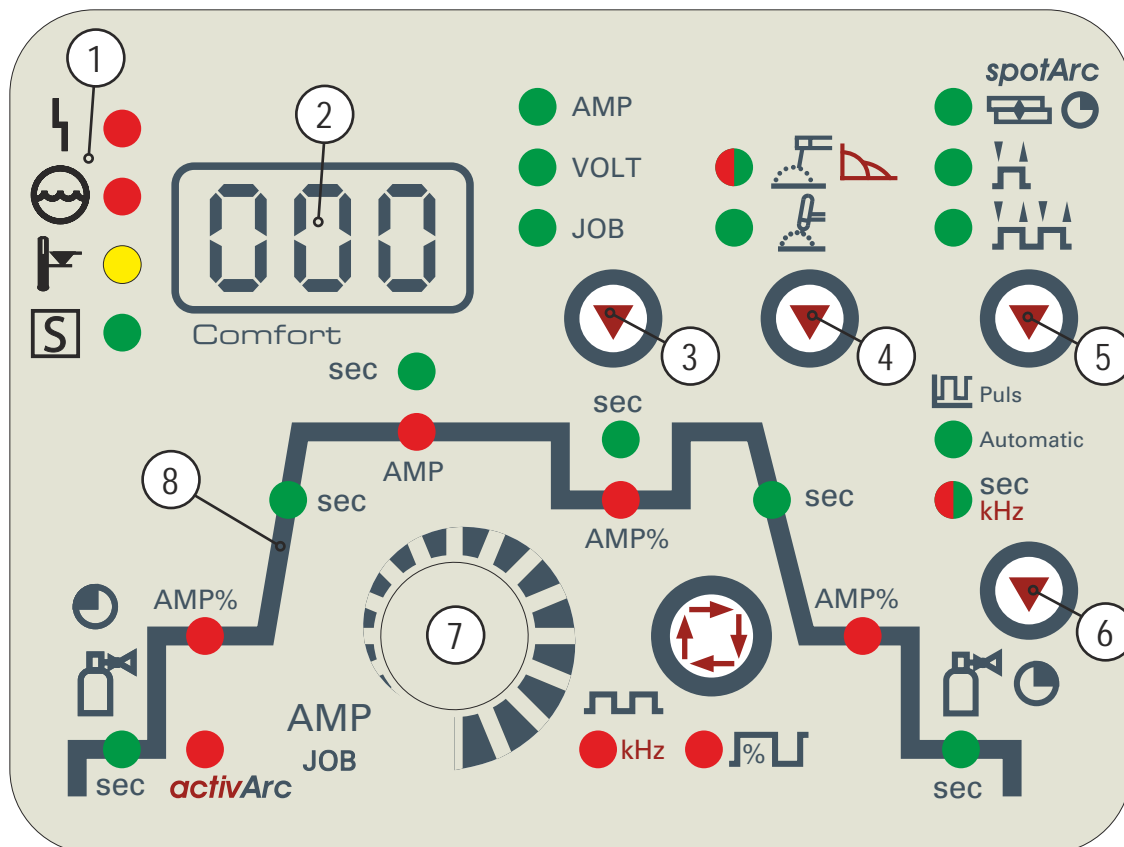 1
2
spotArc
AMP
VOLT
JOB
000
S
Comfort
3
4
5
sec
sec
Puls
Automatic
AMP
8
sec
sec
sec
kHz
AMP%
AMP%
AMP%
7
6
AMP
JOB
kHz
%
sec
activArc
sec